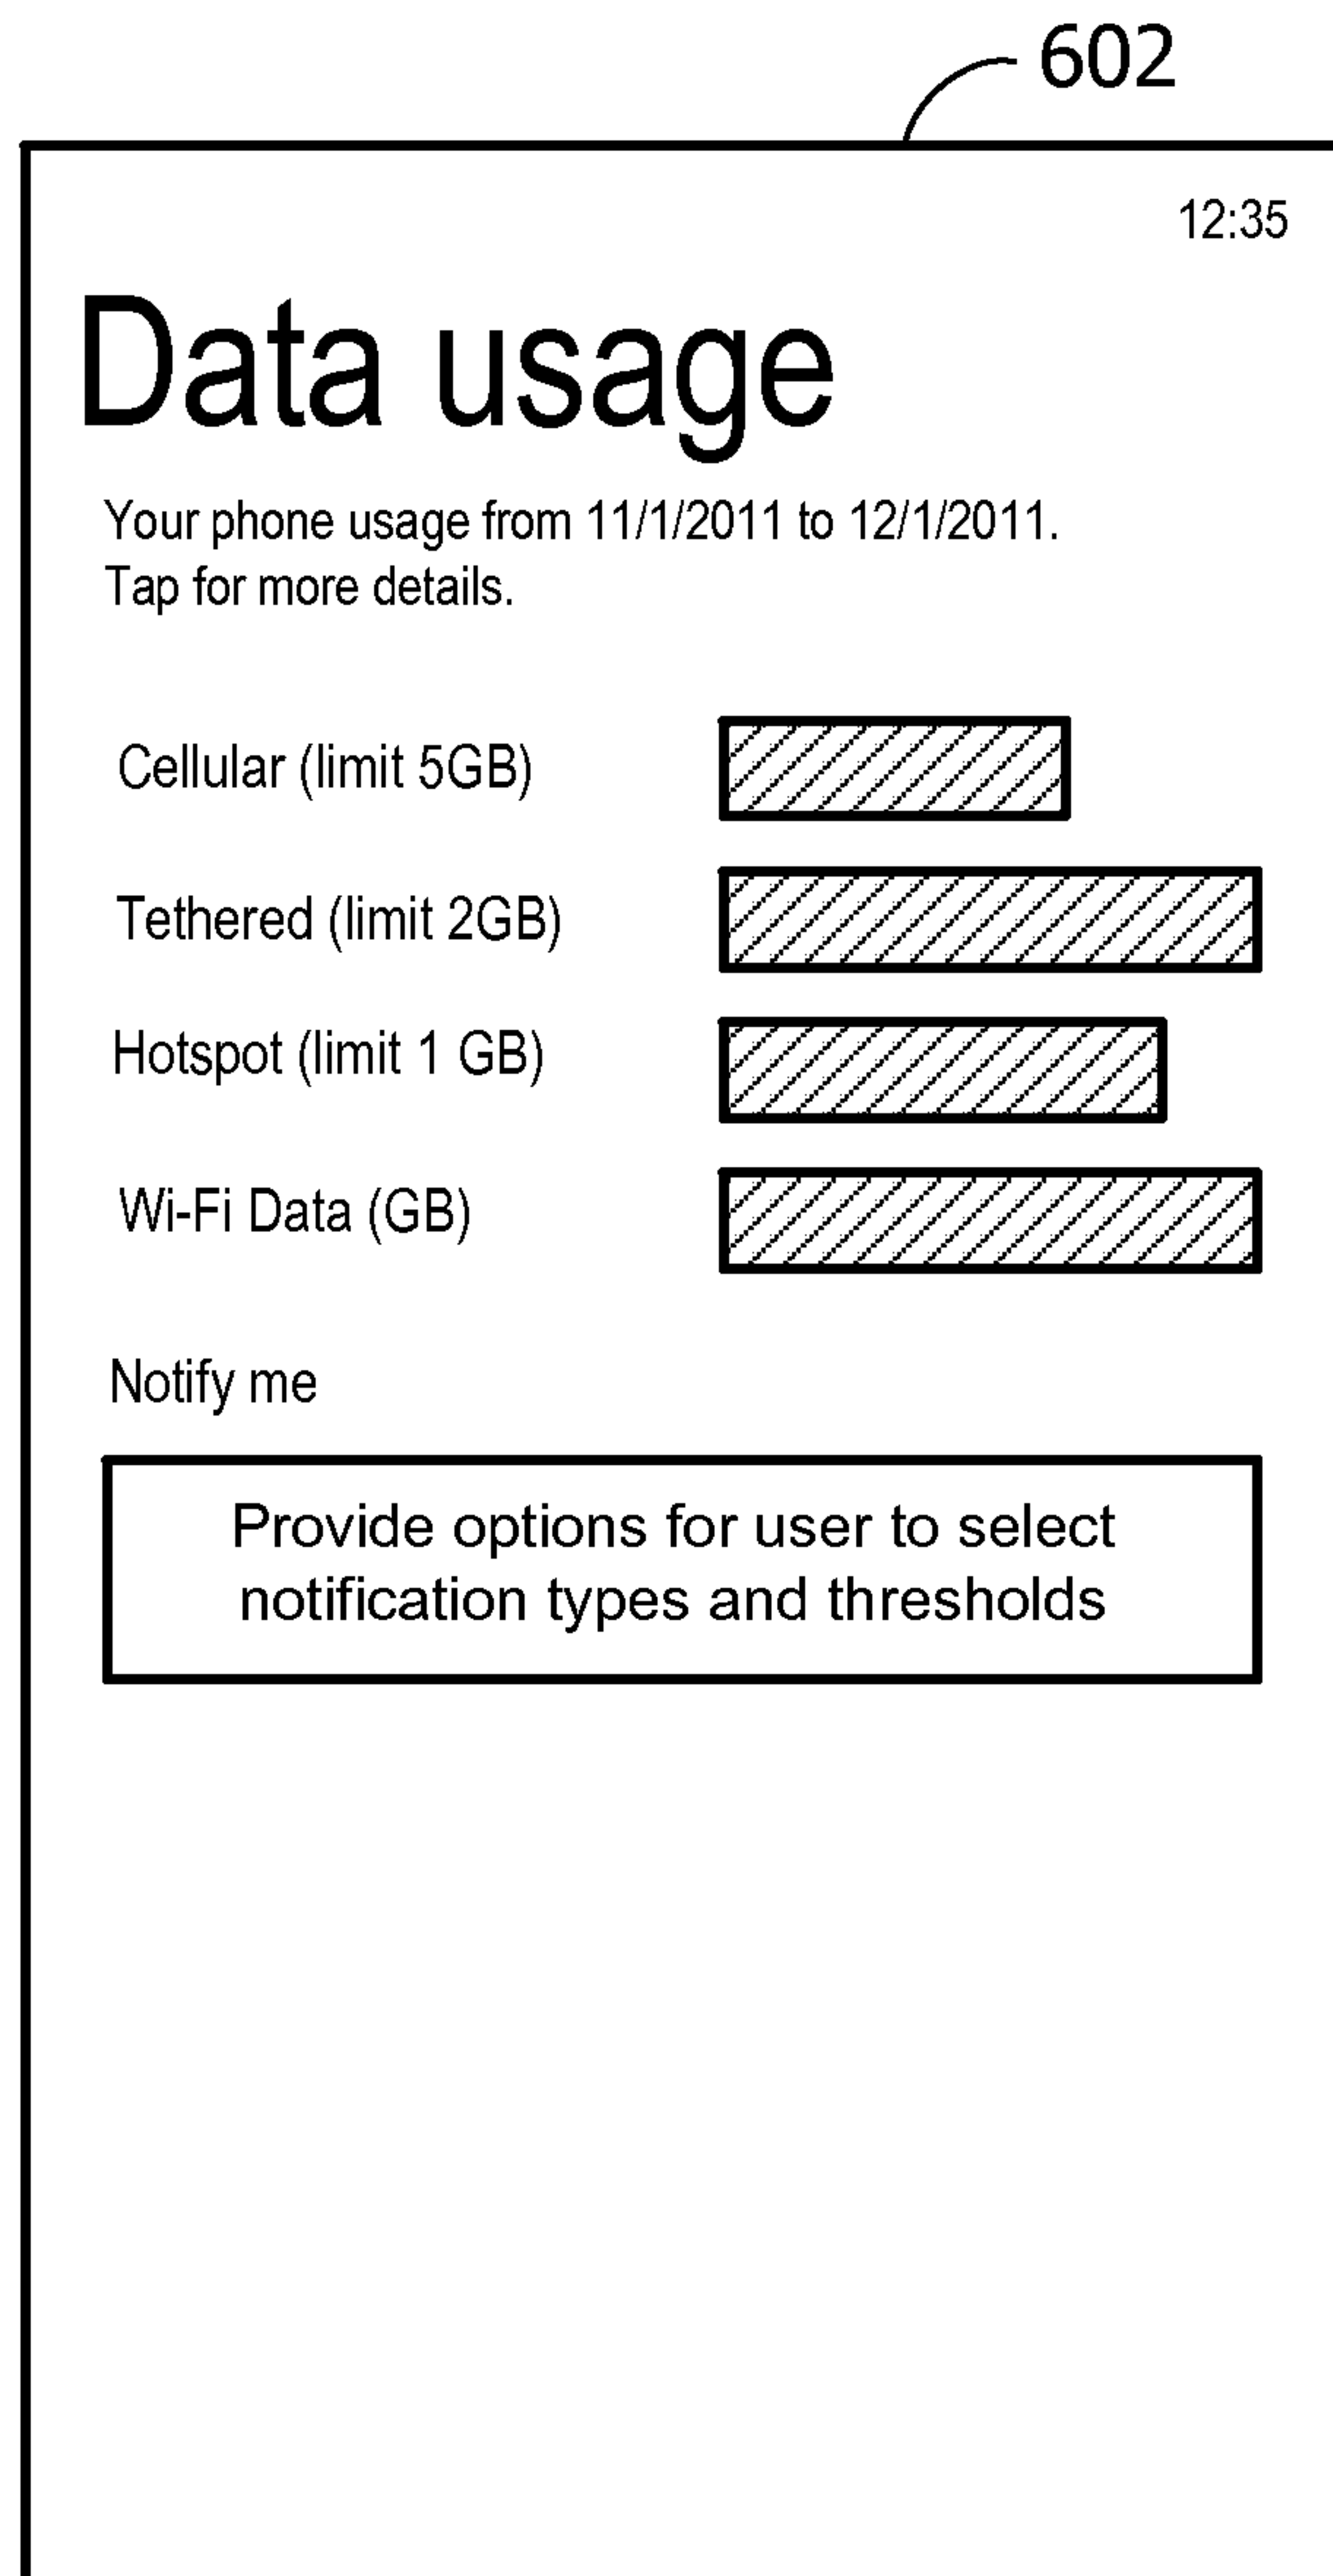 602
12:35
Data usage
Your phone usage from 11/1/2011 to 12/1/2011.
Tap for more details.
Cellular (limit 5GB)
Tethered (limit 2GB)
Hotspot (limit 1 GB)
Wi-Fi Data (GB)
Notify me
Provide options for user to select
notification types and thresholds